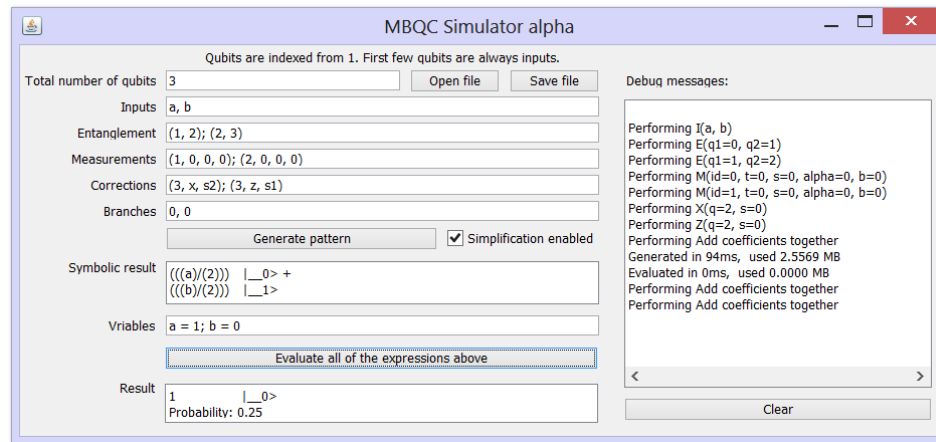 MBQC Simulator alpha
Qubits are indexed from 1. First few qubits are always inputs.
Total number of qubits 3 Open file Save file
Inputs a, b
Entanglement (1, 2); (2, 3)
Measurements (1, 0, 0, 0); (2, 0, 0, 0)
Corrections (3, x, s2); (3, z, s1)
Branches 0, 0
Generate pattern Simplification enabled
Symbolic result (((a)/(2))) |__0> +
(((b)/(2))) |__1>
Vriables a = 1; b = 0
Evaluate all of the expressions above
Result 1 |__0>
Probability: 0.25
Debug messages:
Performing I(a, b)
Performing E(q1=0, q2=1)
Performing E(q1=1, q2=2)
Performing M(id=0, t=0, s=0, alpha=0, b=0)
Performing M(id=1, t=0, s=0, alpha=0, b=0)
Performing X(q=2, s=0)
Performing Z(q=2, s=0)
Performing Add coefficients together
Generated in 94ms, used 2.5569 MB
Evaluated in 0ms, used 0.0000 MB
Performing Add coefficients together
Performing Add coefficients together
Clear